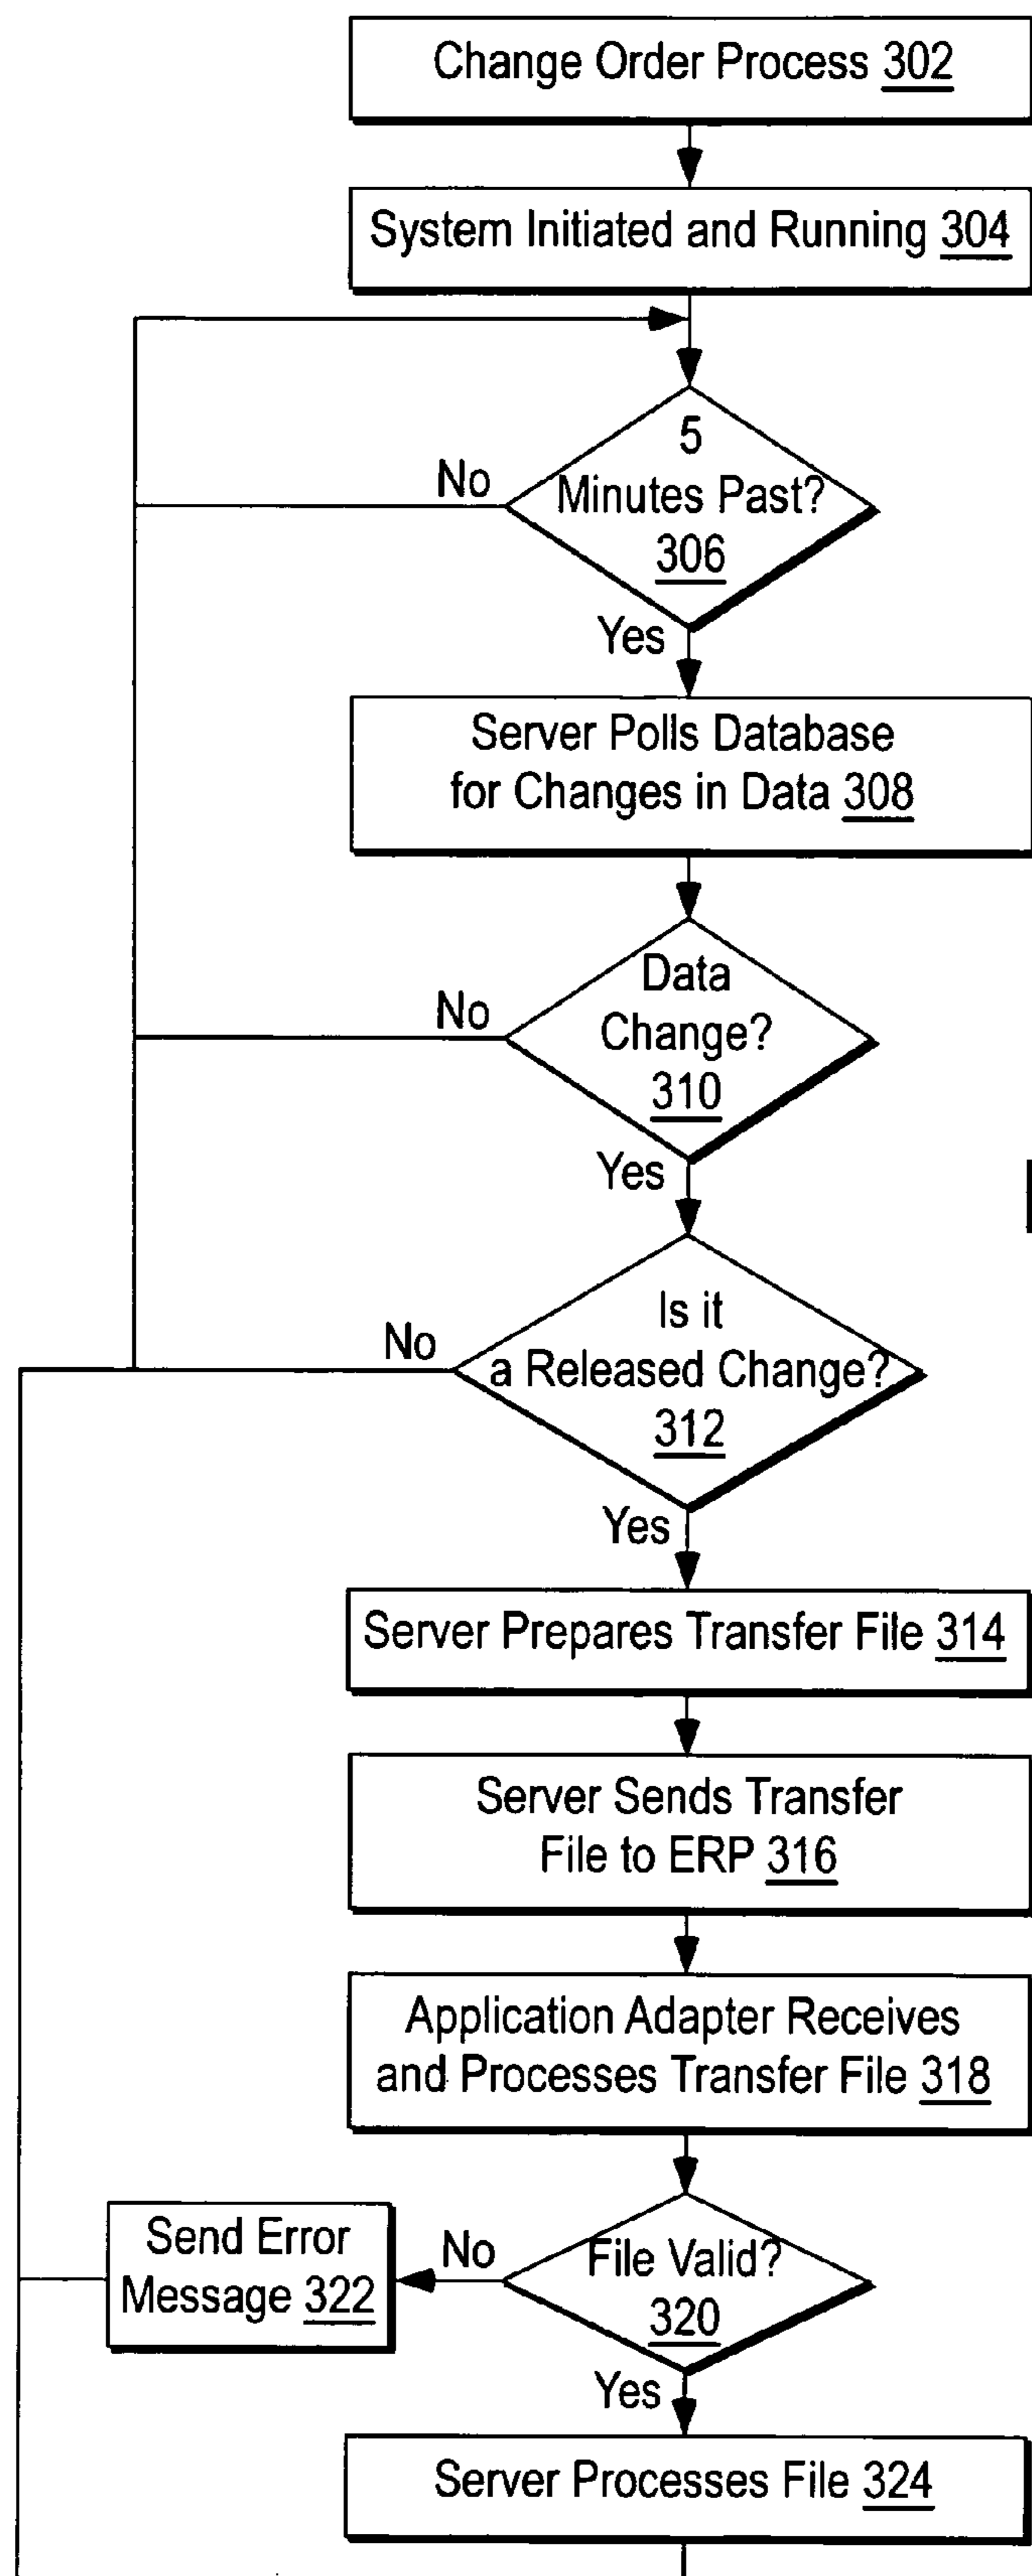 Change Order Process 302
System Initiated and Running 304
5
No
Minutes Past?
306
Yes
Server Polls Database
for Changes in Data 308
Data
No
Change?
310
Yes
Is it
No
a Released Change?
312
Yes
Server Prepares Transfer File 314
Server Sends Transfer
File to ERP 316
Application Adapter Receives
and Processes Transfer File 318
Send Error
Message 322
No
File Valid?
320
Yes
Server Processes File 324